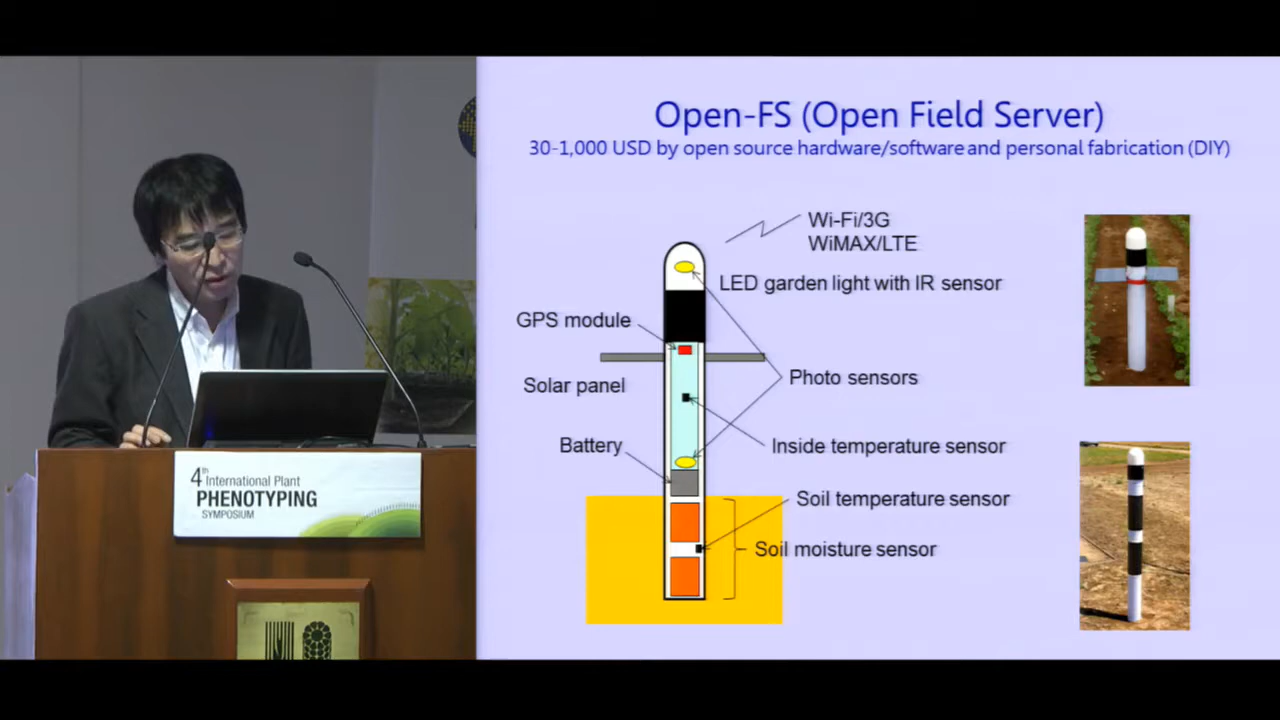 Open-FS (Open Field Server)
30-1,000 USD by open source hardware/software and personal fabrication (DIY)
Wi-Fi/3G
WiMAX/LTE
LED garden light with IR sensor
GPS module
Solar panel
Photo sensors
Battery
Inside temperature sensor
Soil temperature sensor
Soil moisture sensor
4th International Plant
PHENOTYPING
SYMPOSIUM